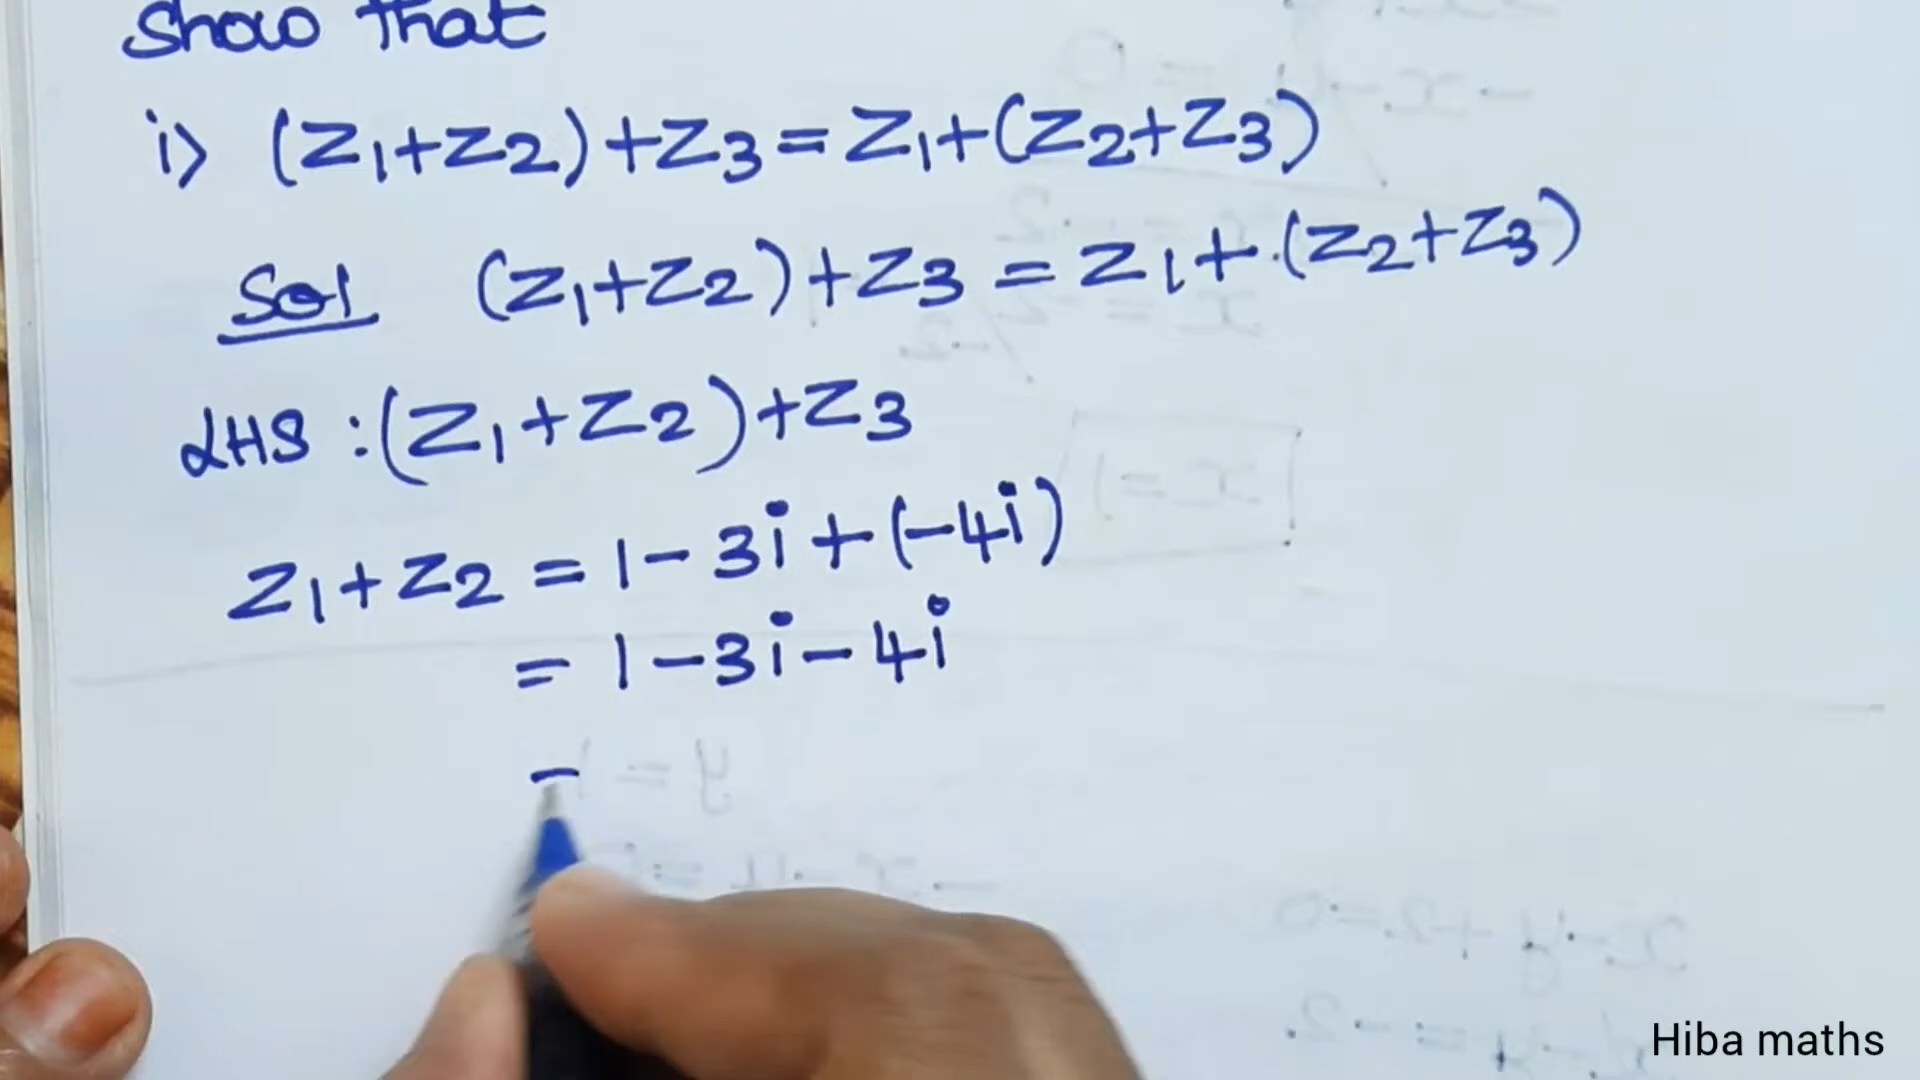 Show that
i) (Z1+Z2)+Z3=Z1+(Z2+Z3)
Sol (Z1+Z2)+Z3=Z1+(Z2+Z3)
LHS:(Z1+Z2)+Z3
Z1+Z2=1-3i+(-4i)
=1-3i-4i
Hiba maths